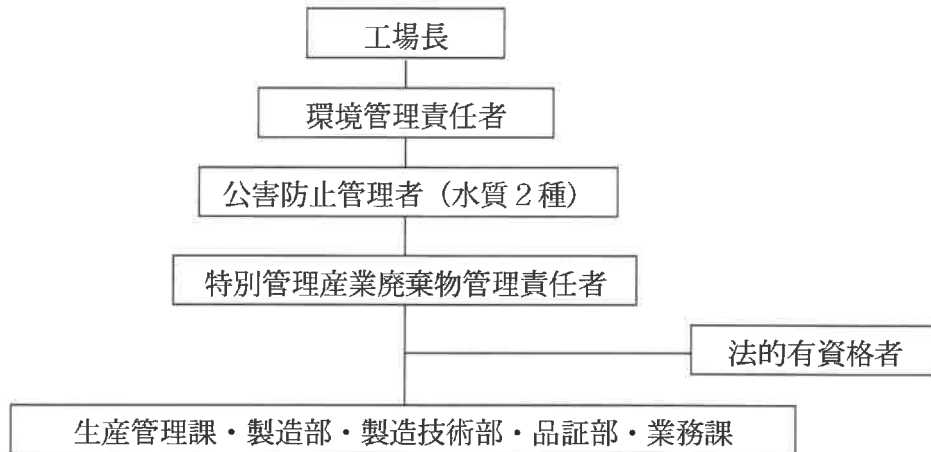 工場長
環境管理責任者
公害防止管理者（水質２種）
特別管理産業廃棄物管理責任者
法的有資格者
生産管理課・製造部・製造技術部・品証部・業務課